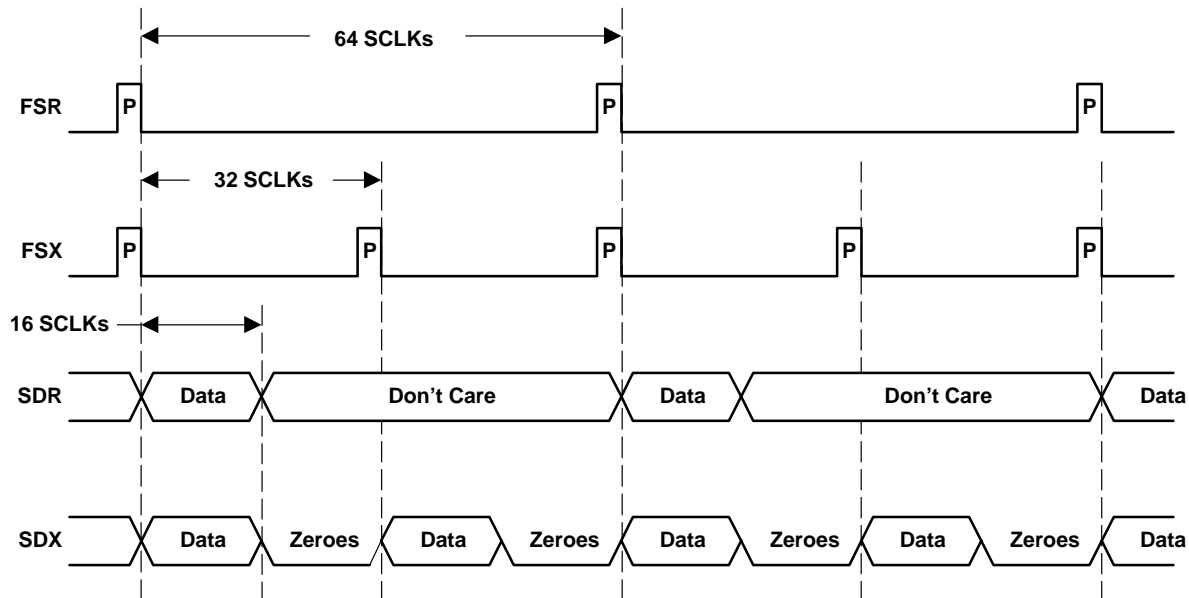 64 SCLKs
FSR P P P
32 SCLKs
FSX P P P P P
16 SCLKs
SDR Data Don't Care Data Don't Care Data
SDX Data Zeroes Data Zeroes Data Zeroes Data Zeroes Data